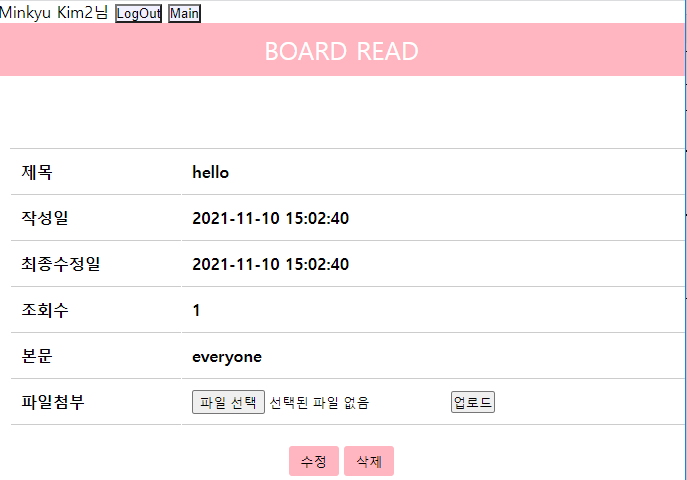 Minkyu Kim2님 LogOut Main
BOARD READ
제목 hello
작성일 2021-11-10 15:02:40
최종수정일 2021-11-10 15:02:40
조회수 1
본문 everyone
파일첨부 파일 선택 선택된 파일 없음 업로드
수정 삭제